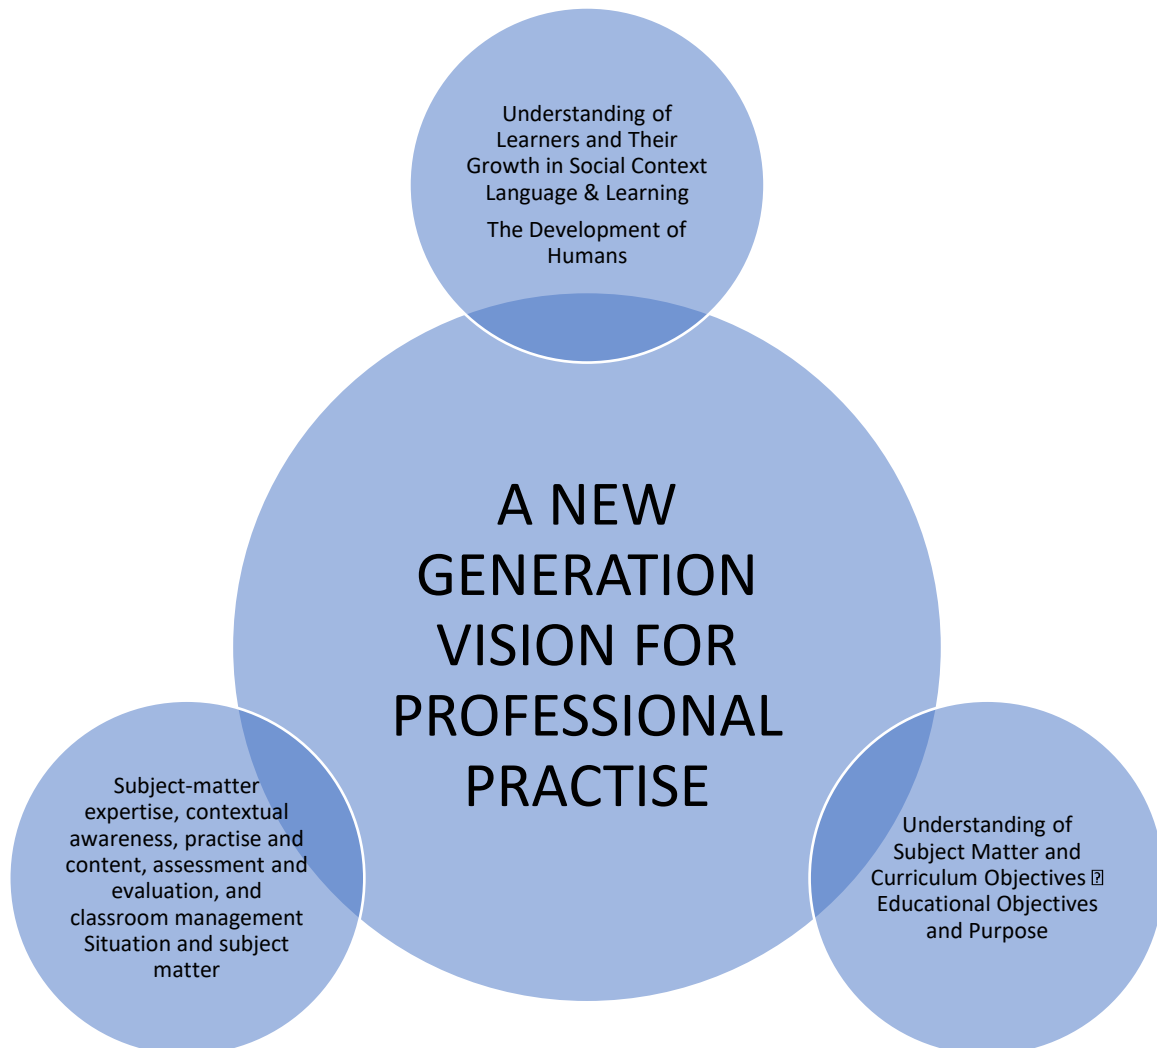 Understanding of
Learners and Their
Growth in Social Context
Language & Learning
The Development of
Humans
A NEW
GENERATION
VISION FOR
PROFESSIONAL
PRACTISE
Subject-matter
expertise, contextual
awareness, practise and
content, assessment and
evaluation, and
classroom management
Situation and subject
matter
Understanding of
Subject Matter and
Curriculum Objectives &#xFFFD;
Educational Objectives
and Purpose